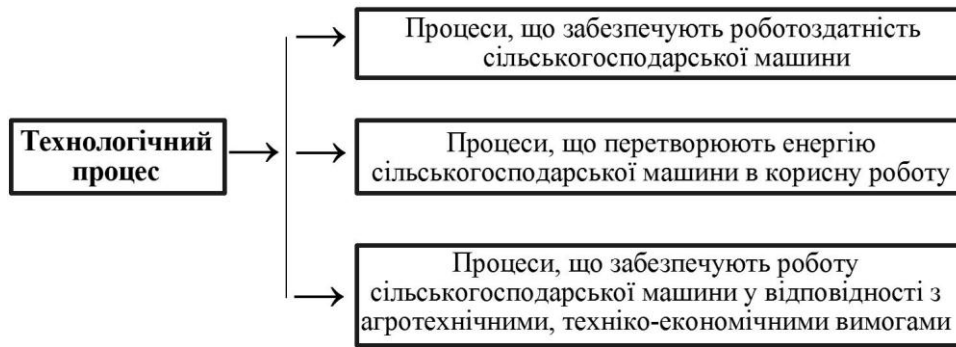 Процеси, що забезпечують роботоздатність
сільськогосподарської машини
Технологічний
процес
Процеси, що перетворюють енергію
сільськогосподарської машини в корисну роботу
Процеси, що забезпечують роботу
сільськогосподарської машини у відповідності з
агротехнічними, техніко-економічними вимогами